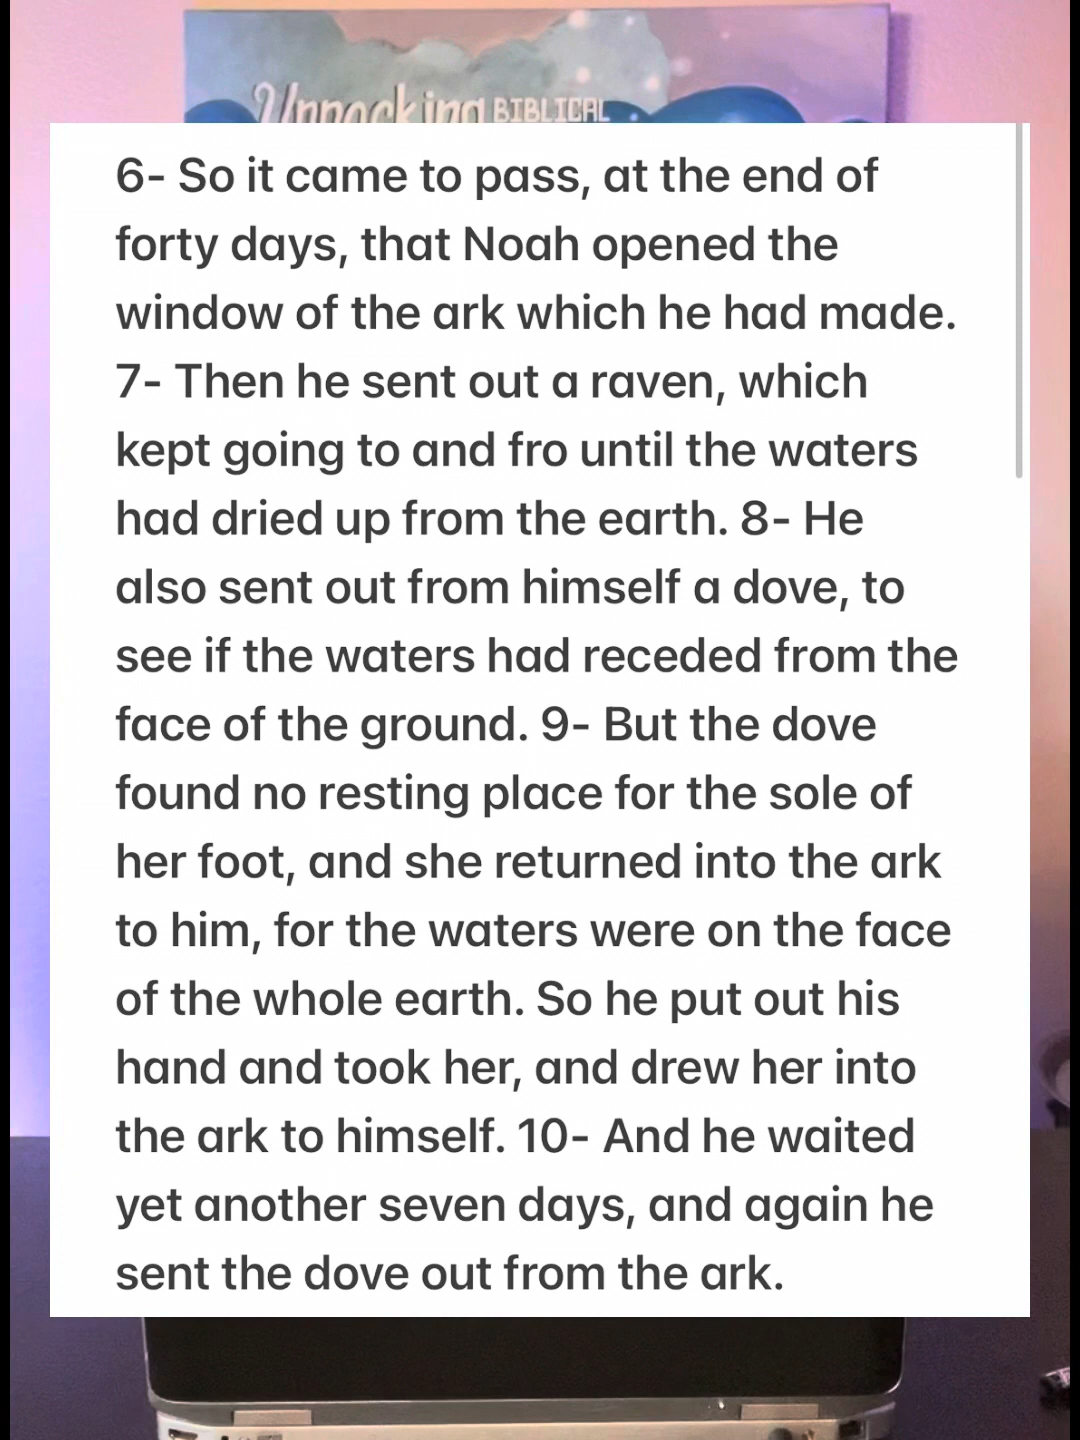 Unpacking BIBLICAL
6- So it came to pass, at the end of
forty days, that Noah opened the
window of the ark which he had made.
7- Then he sent out a raven, which
kept going to and fro until the waters
had dried up from the earth. 8- He
also sent out from himself a dove, to
see if the waters had receded from the
face of the ground. 9- But the dove
found no resting place for the sole of
her foot, and she returned into the ark
to him, for the waters were on the face
of the whole earth. So he put out his
hand and took her, and drew her into
the ark to himself. 10- And he waited
yet another seven days, and again he
sent the dove out from the ark.